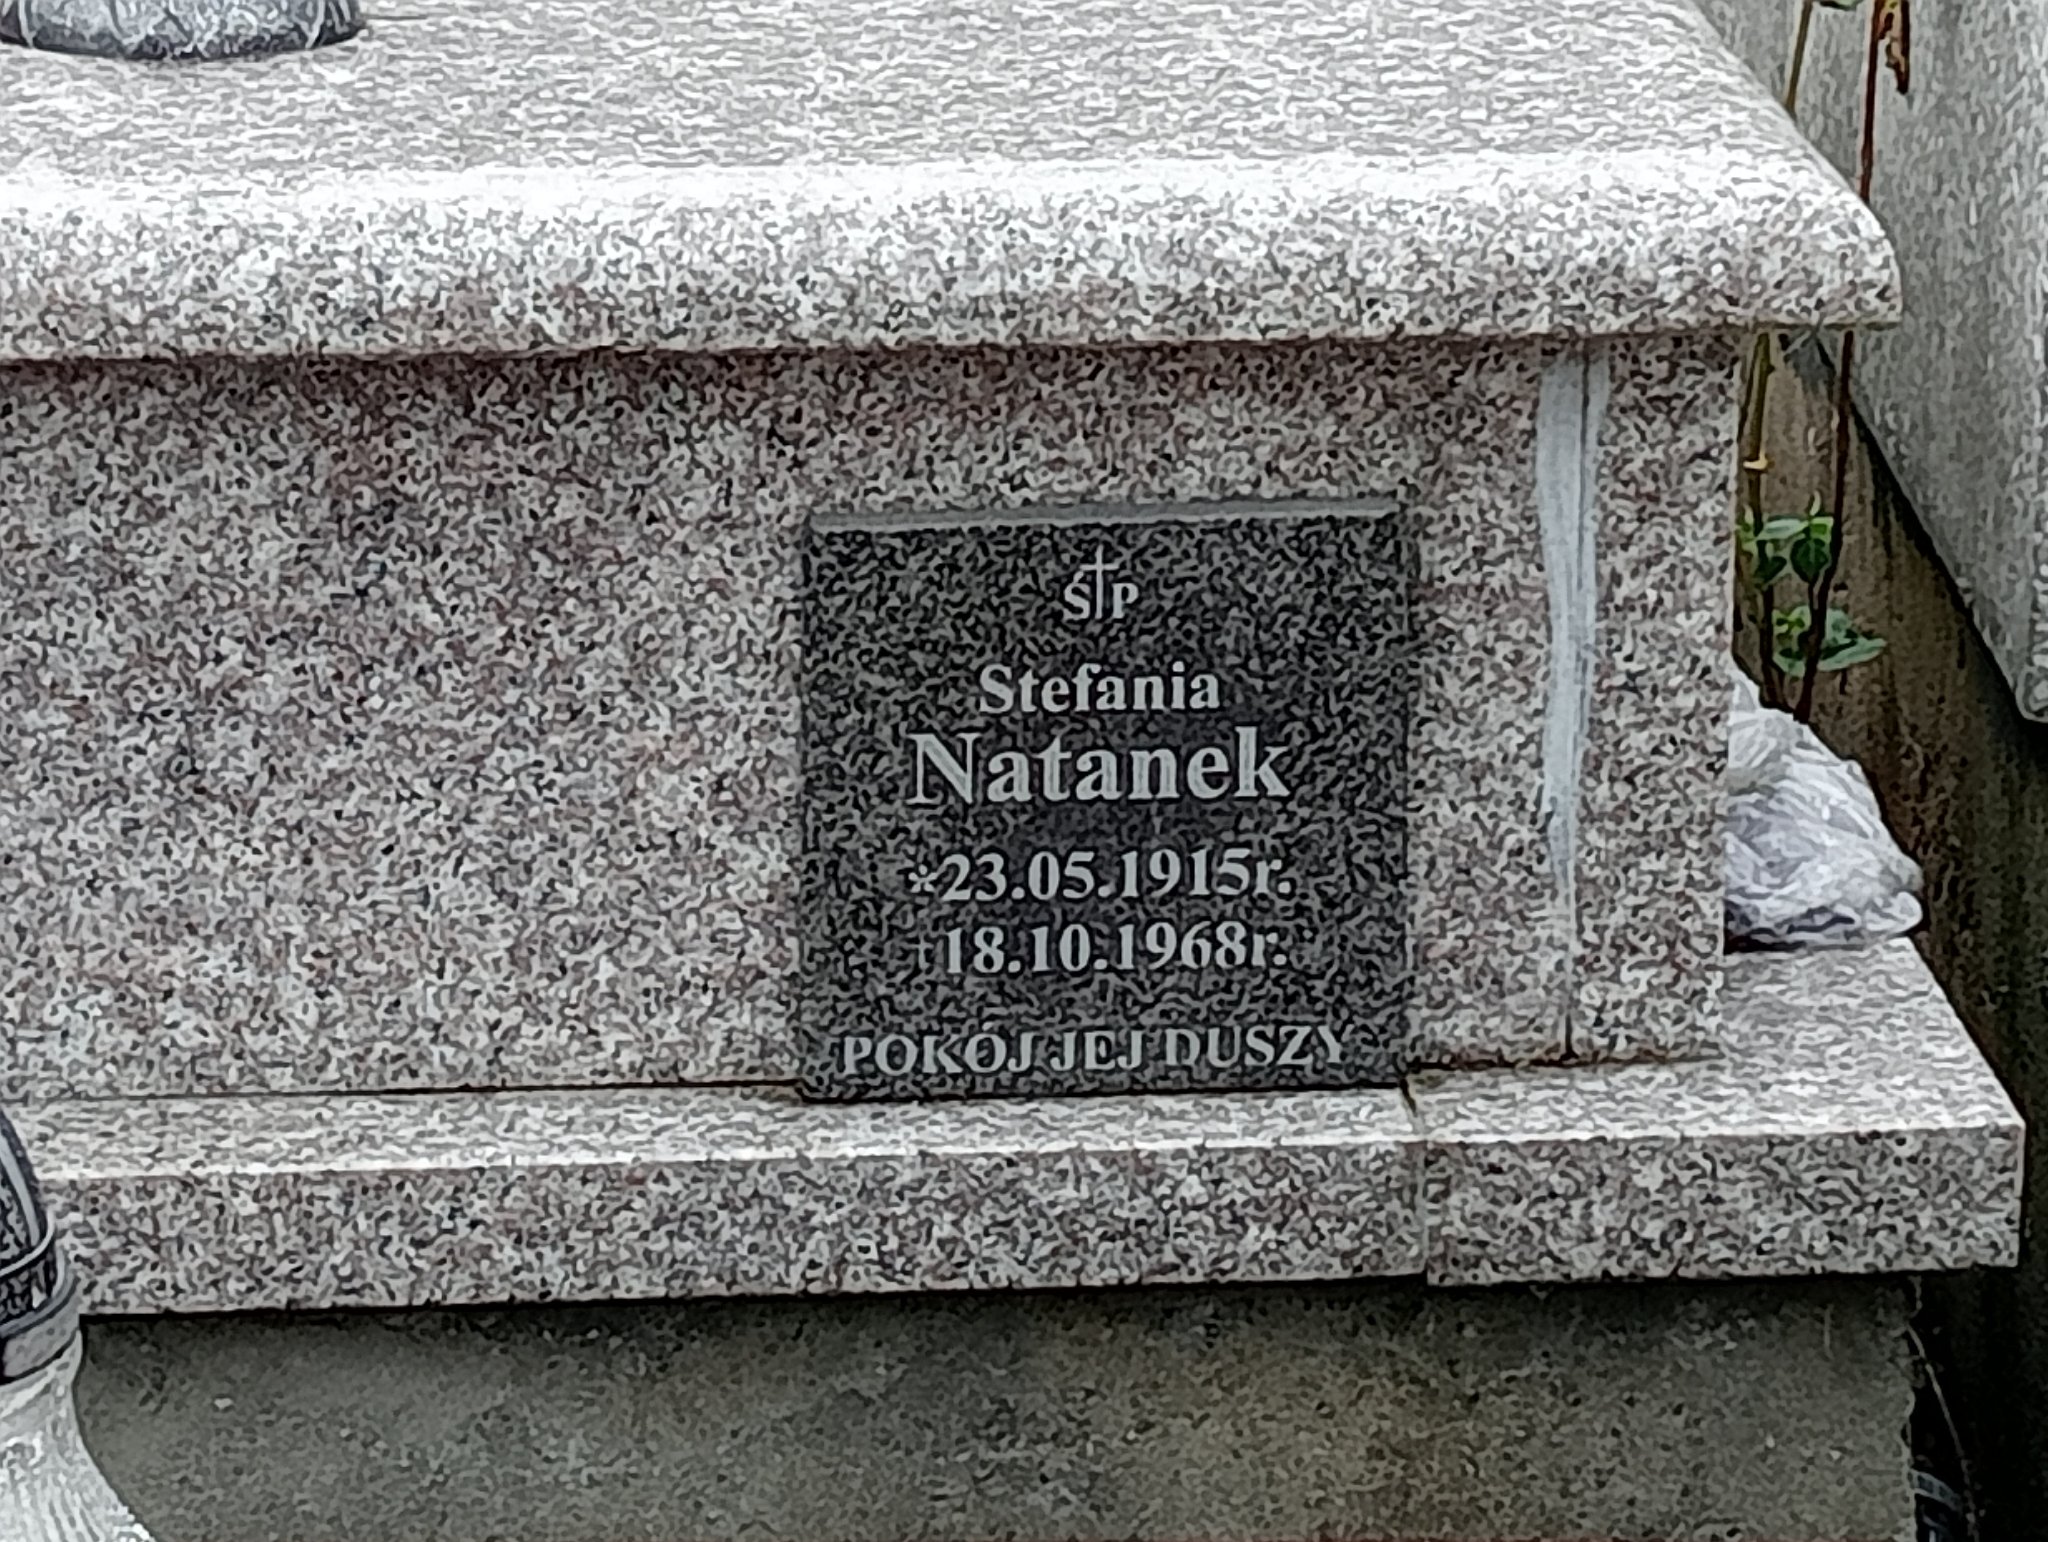 Ś†P
Stefania
Natanek
*23.05.1915r.
†18.10.1968r.
POKÓJ JEJ DUSZY